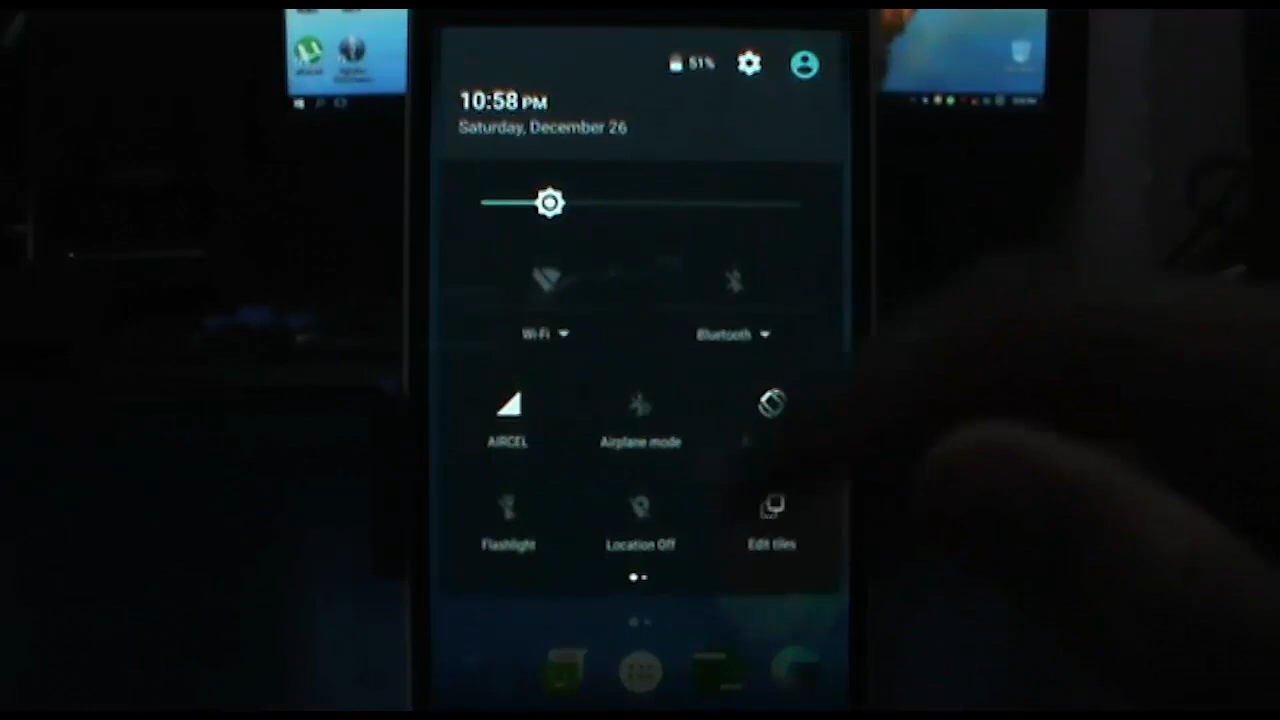 51%
10:58 PM
Saturday, December 26
Wi-Fi
Bluetooth
AIRCEL
Airplane mode
Flashlight
Location Off
Edit tiles